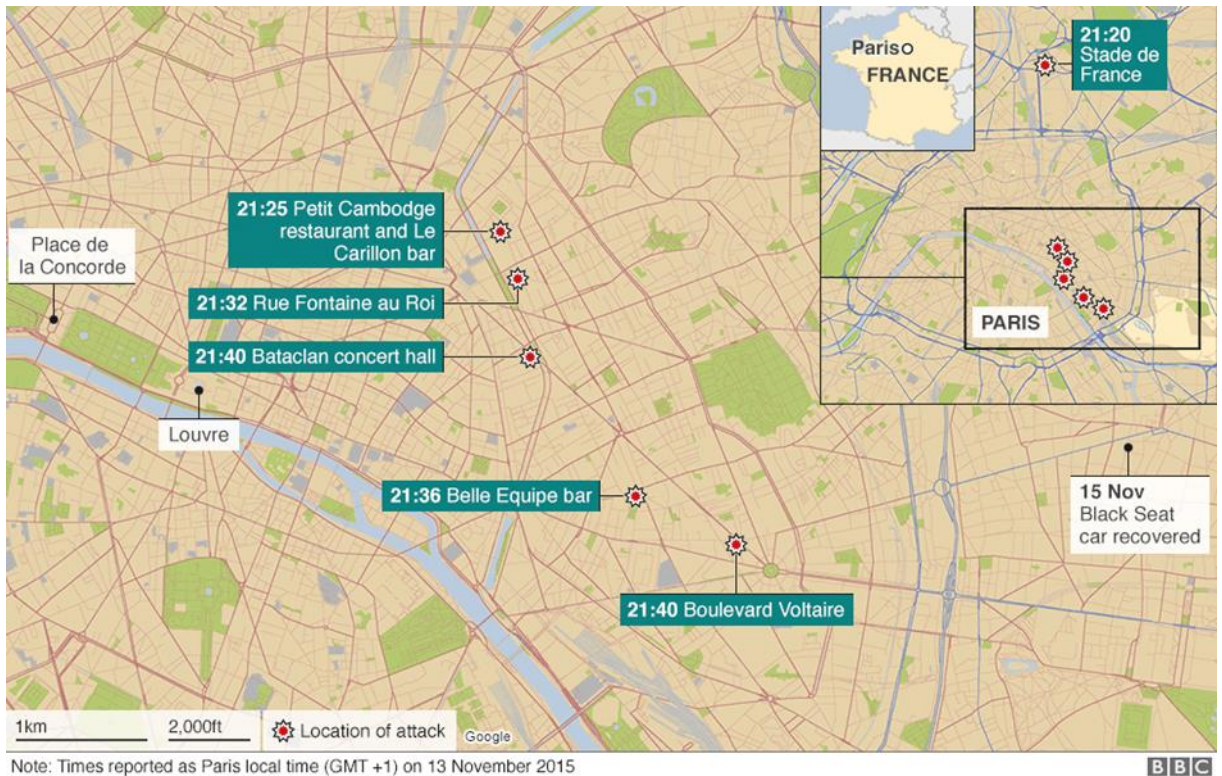 Paris
FRANCE
21:20
Stade de
France
21:25 Petit Cambodge
restaurant and Le
Carillon bar
Place de
la Concorde
21:32 Rue Fontaine au Roi
PARIS
21:40 Bataclan concert hall
Louvre
21:36 Belle Equipe bar
15 Nov
Black Seat
car recovered
21:40 Boulevard Voltaire
1km
2,000ft
Location of attack
Google
Note: Times reported as Paris local time (GMT +1) on 13 November 2015
BBC